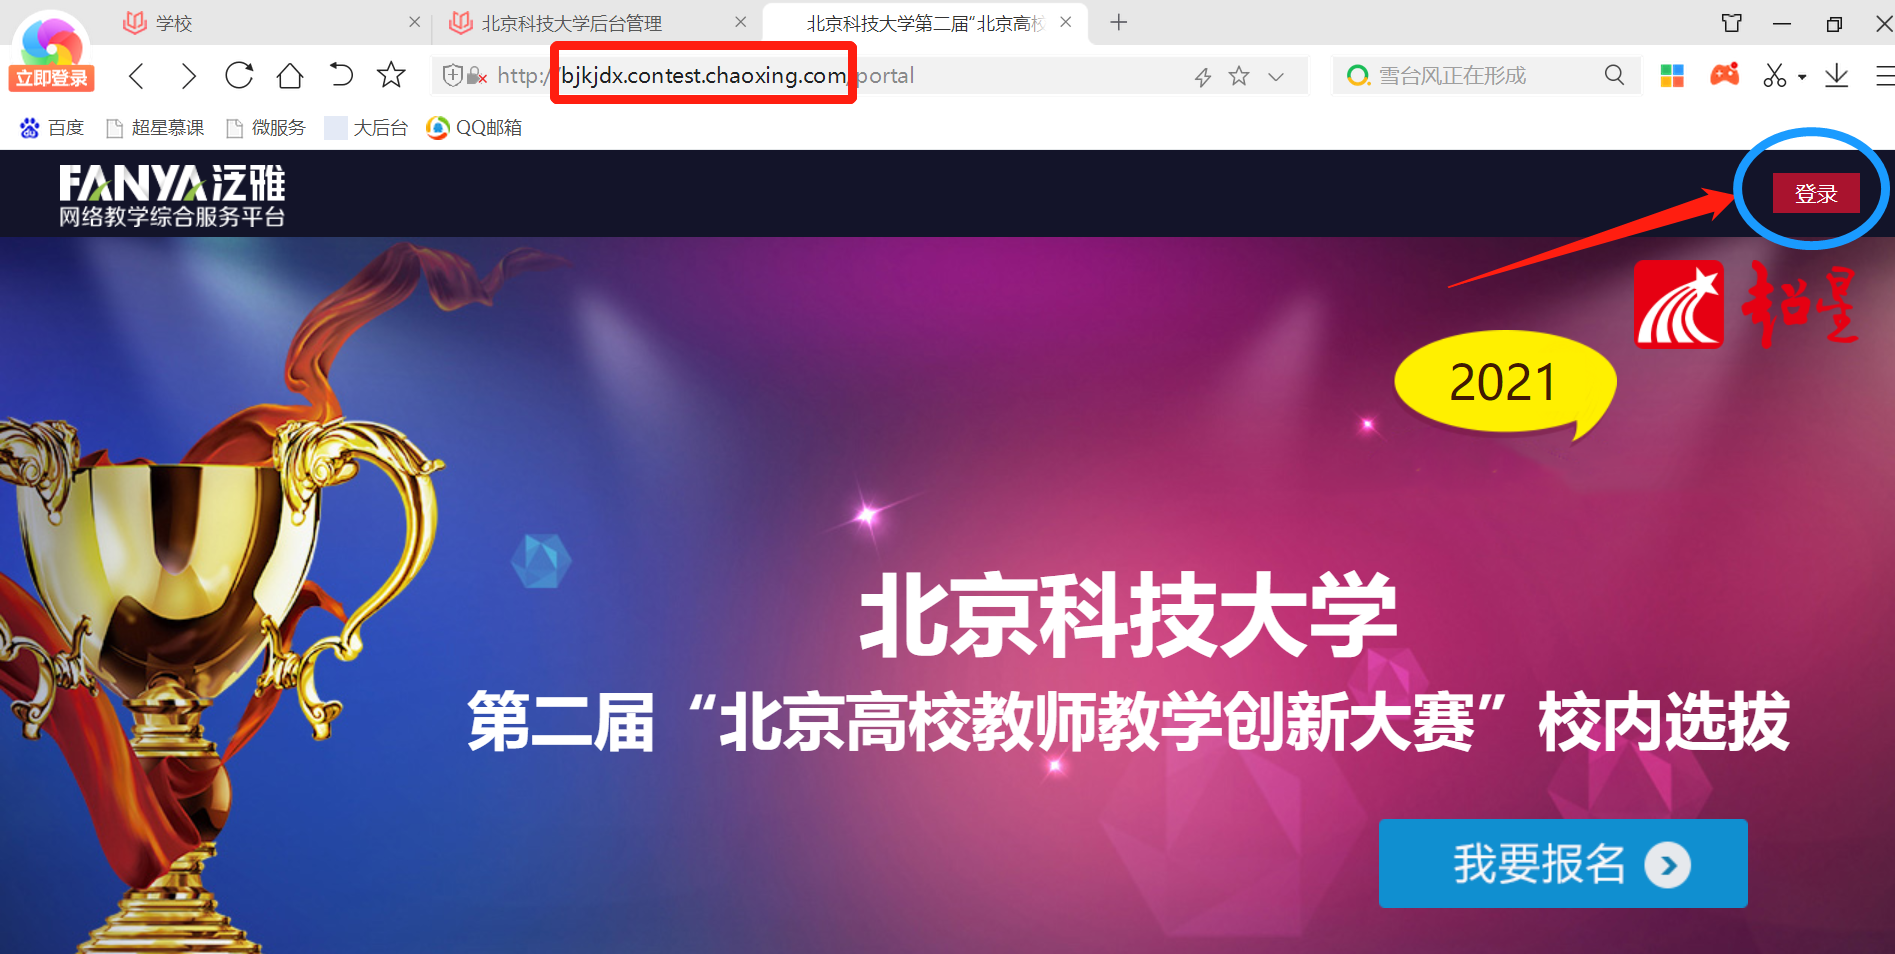 学校
北京科技大学后台管理
北京科技大学第二届“北京高校
立即登录
http://bjkjdx.contest.chaoxing.com/portal
雪台风正在形成
百度
超星慕课
微服务
大后台
QQ邮箱
FANYA泛雅
网络教学综合服务平台
登录
超星
2021
北京科技大学
第二届“北京高校教师教学创新大赛”校内选拔
我要报名